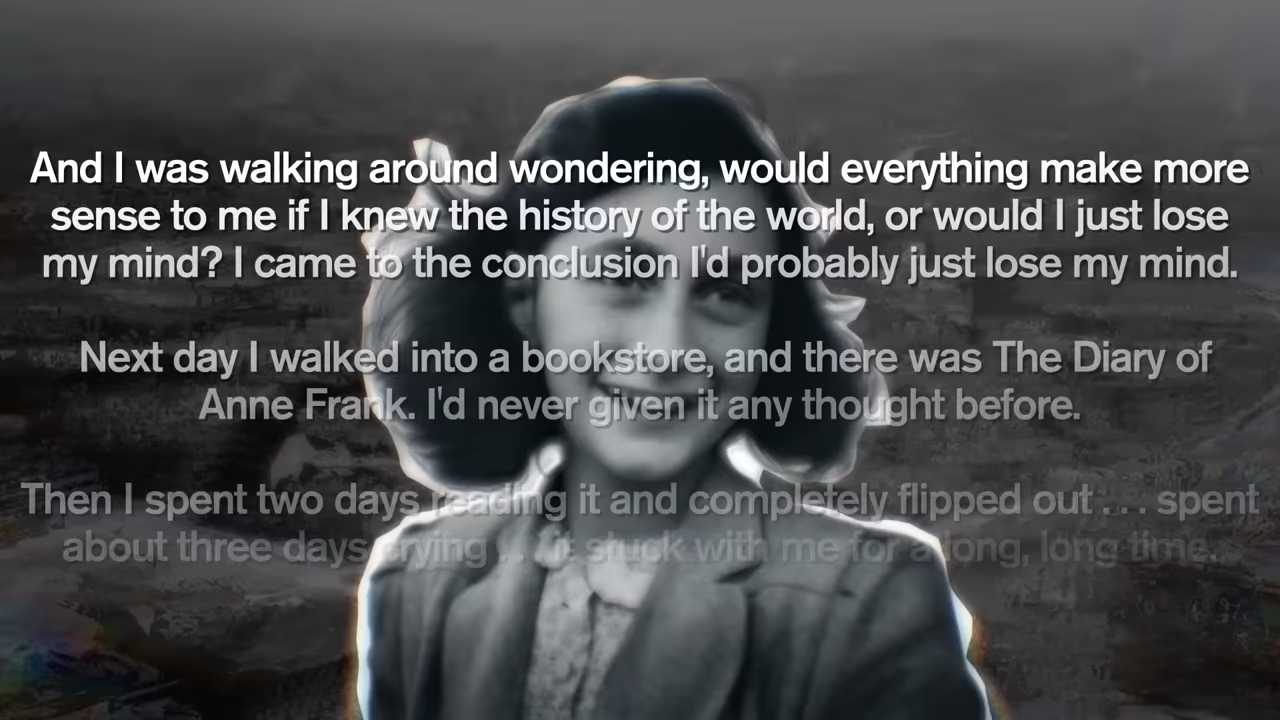 And I was walking around wondering, would everything make more
sense to me if I knew the history of the world, or would I just lose
my mind? I came to the conclusion I'd probably just lose my mind.
Next day I walked into a bookstore, and there was The Diary of
Anne Frank. I'd never given it any thought before.
Then I spent two days reading it and completely flipped out . . . spent
about three days crying . . . it stuck with me for a long, long time.